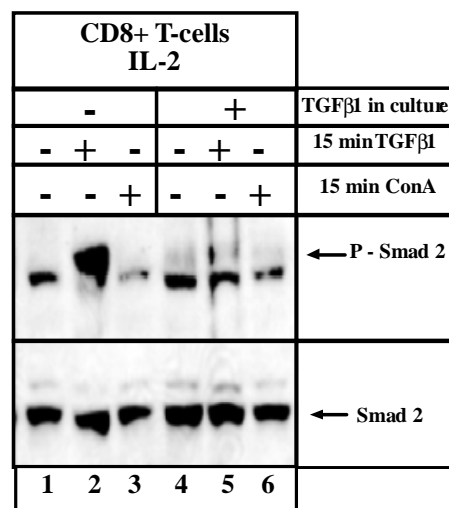 CD8+ T-cells
IL-2
- + TGFβ1 in culture
- + - - + - 15 min TGFβ1
- - + - - + 15 min ConA
P - Smad 2
Smad 2
1 2 3 4 5 6